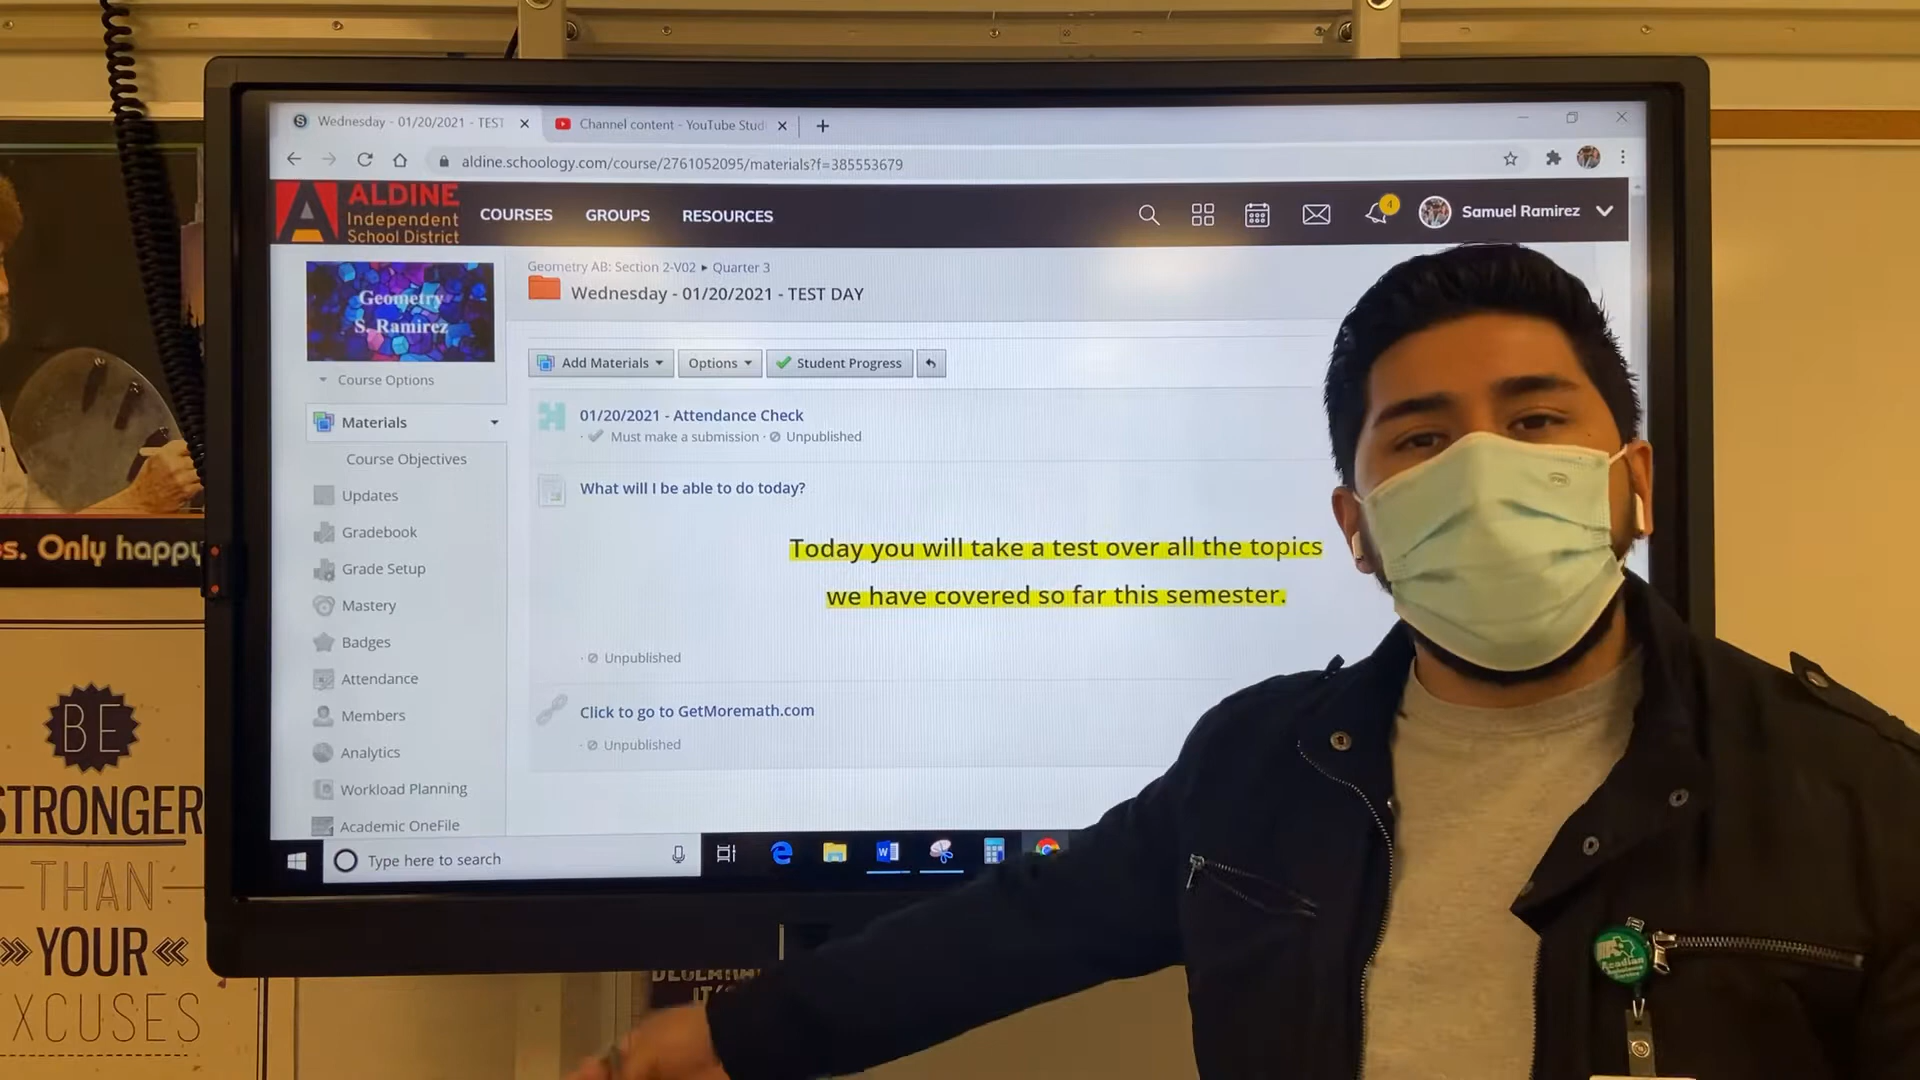 Wednesday - 01/20/2021 - TEST
Channel content - YouTube Stud
aldine.schoology.com/course/2761052095/materials?f=385553679
ALDINE
Independent
School District
COURSES
GROUPS
RESOURCES
4
Samuel Ramirez
Geometry
S. Ramirez
Course Options
Materials
Course Objectives
Updates
Gradebook
Grade Setup
Mastery
Badges
Attendance
Members
Analytics
Workload Planning
Academic OneFile
Geometry AB: Section 2-V02 ▸ Quarter 3
Wednesday - 01/20/2021 - TEST DAY
Add Materials
Options
Student Progress
01/20/2021 - Attendance Check
· Must make a submission · Unpublished
What will I be able to do today?
Today you will take a test over all the topics
we have covered so far this semester.
· Unpublished
Click to go to GetMoremath.com
· Unpublished
Type here to search
s. Only happy
BE
STRONGER
THAN
YOUR
EXCUSES
Acadian